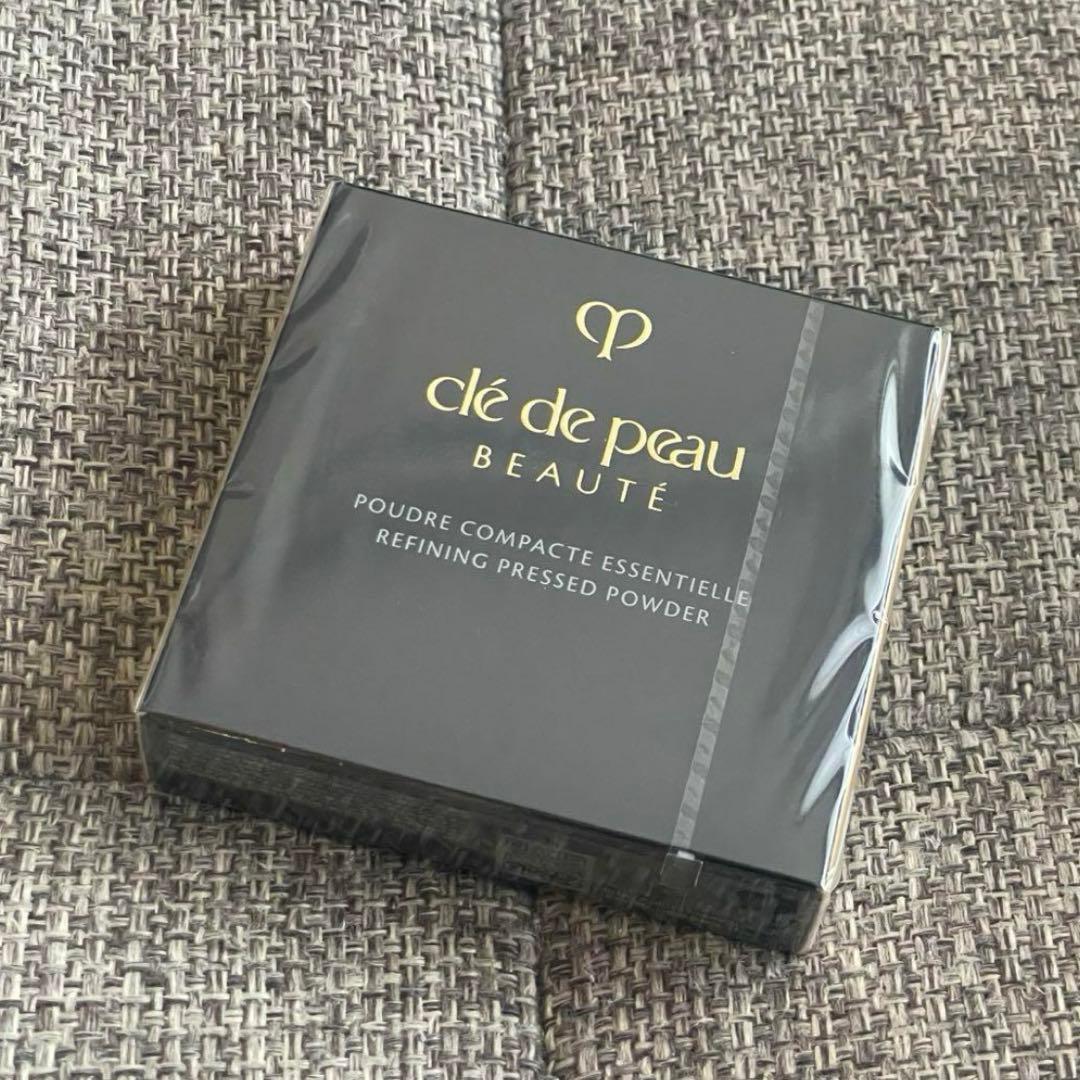 clé de peau
BEAUTÉ
POUDRE COMPACTE ESSENTIELLE
REFINING PRESSED POWDER